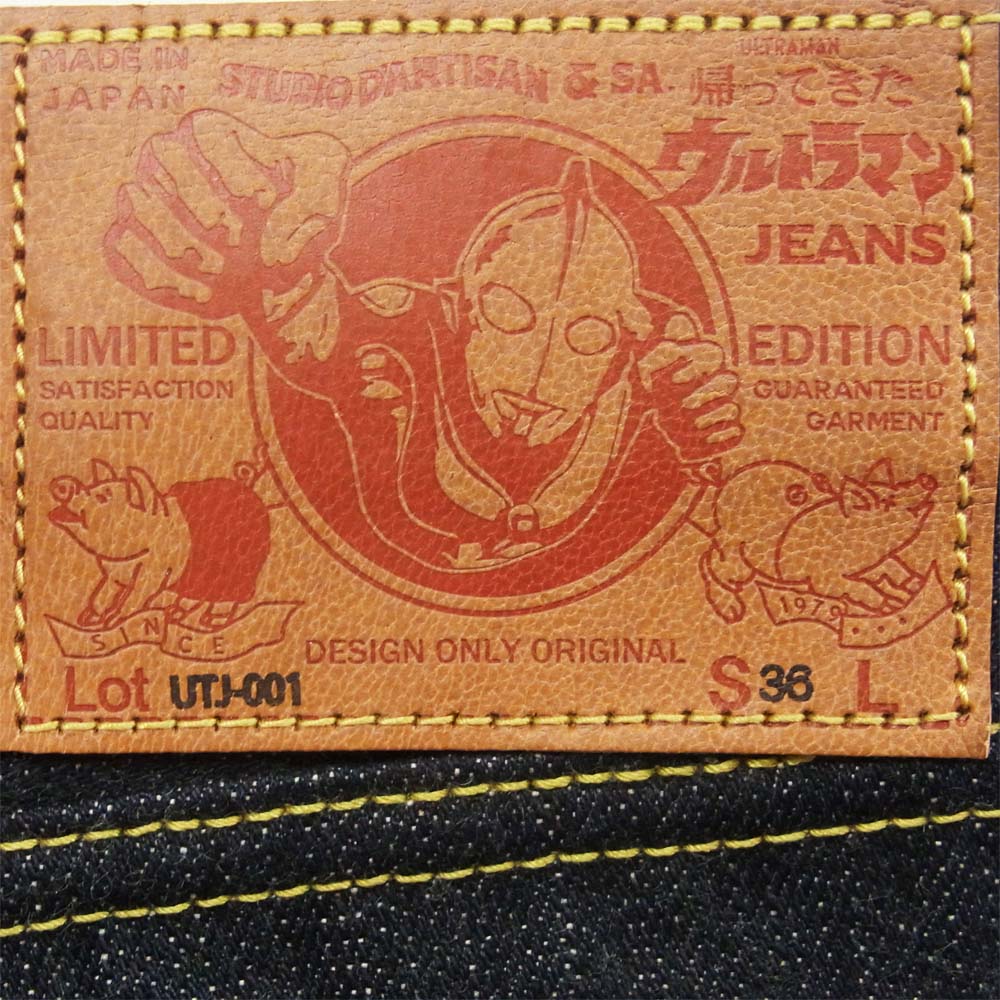 MADE IN
JAPAN
STUDIO D'ARTISAN & SA.
ULTRAMAN
帰ってきた
ウルトラマン
JEANS
LIMITED
SATISFACTION
QUALITY
EDITION
GUARANTEED
GARMENT
SINCE
1979
DESIGN ONLY ORIGINAL
Lot UTJ-001
S 36 L